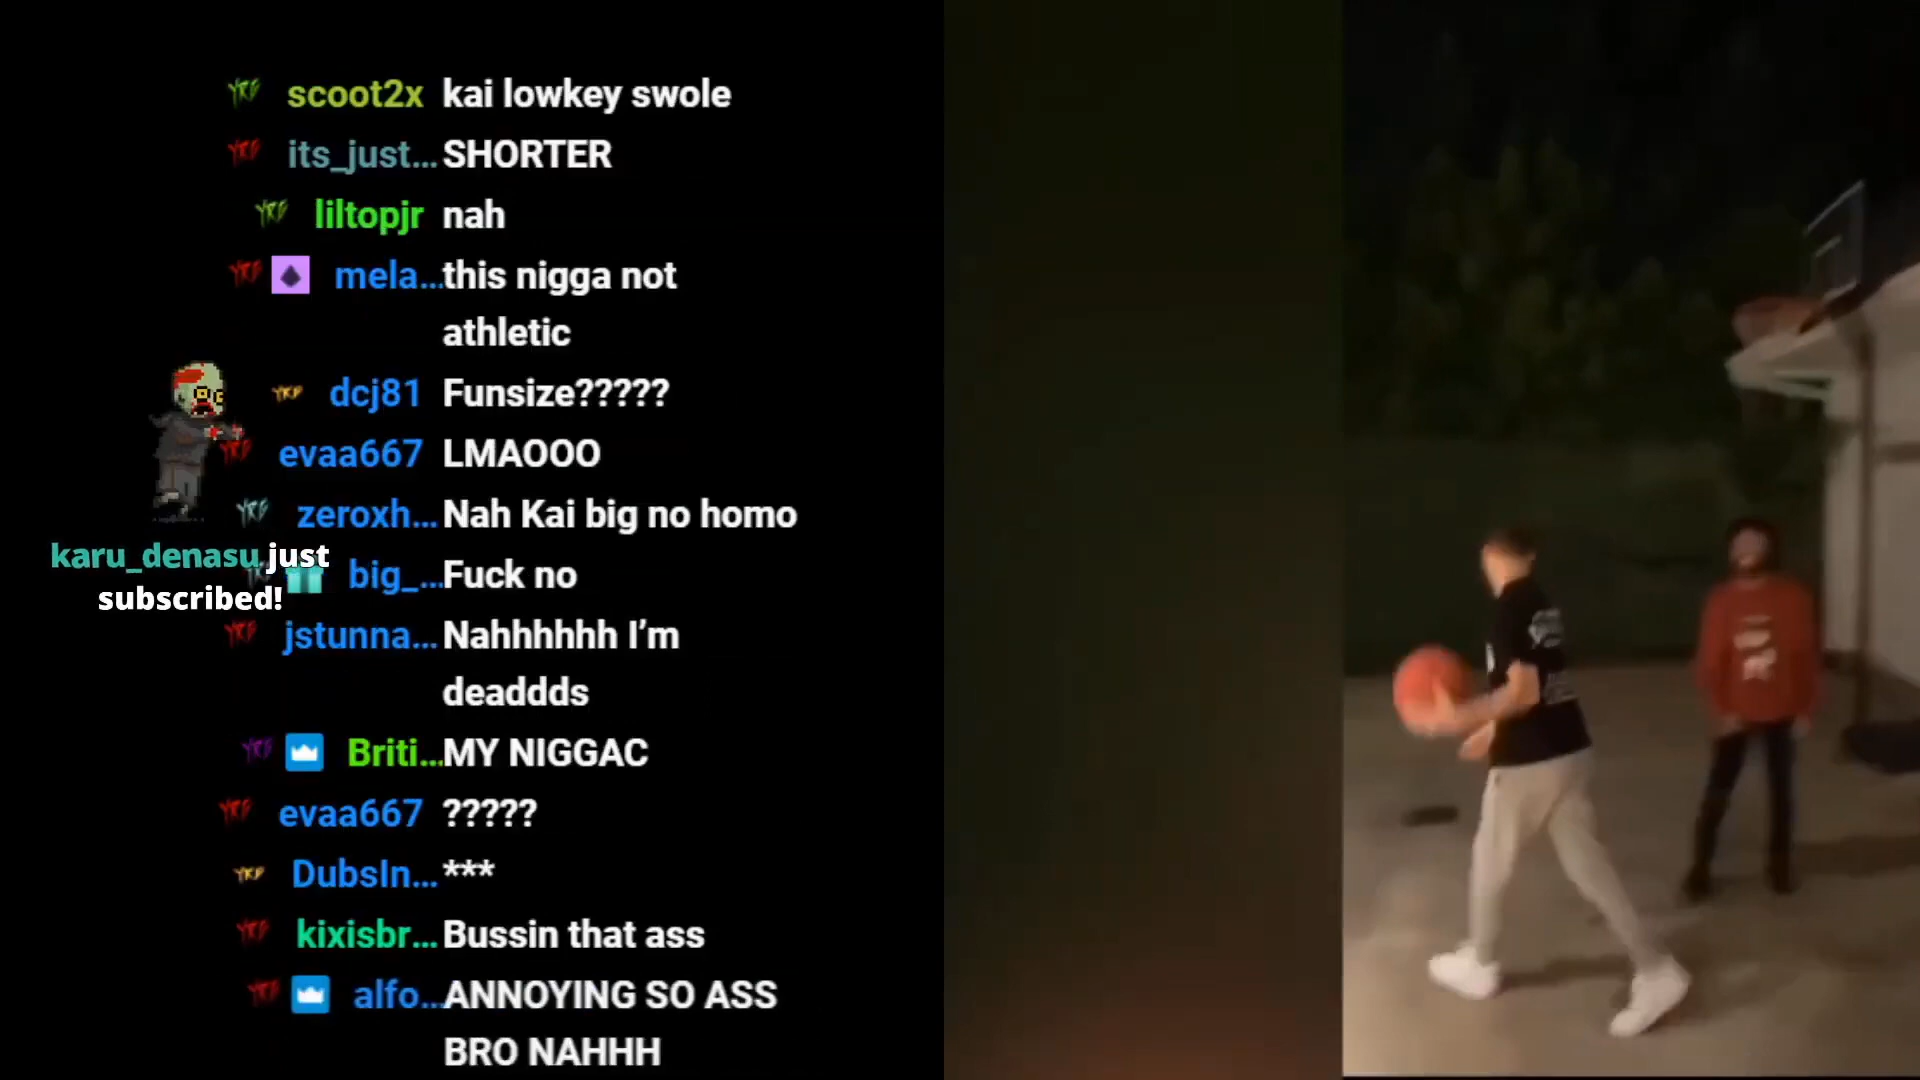 scoot2x kai lowkey swole
its_just... SHORTER
liltopjr nah
mela... this nigga not
athletic
dcj81 Funsize?????
evaa667 LMAOOO
zeroxh... Nah Kai big no homo
karu_denasu just
subscribed!
big_... Fuck no
jstunna... Nahhhhhh I’m
deaddds
Briti... MY NIGGAC
evaa667 ?????
DubsIn... ***
kixisbr... Bussin that ass
alfo... ANNOYING SO ASS
BRO NAHHH